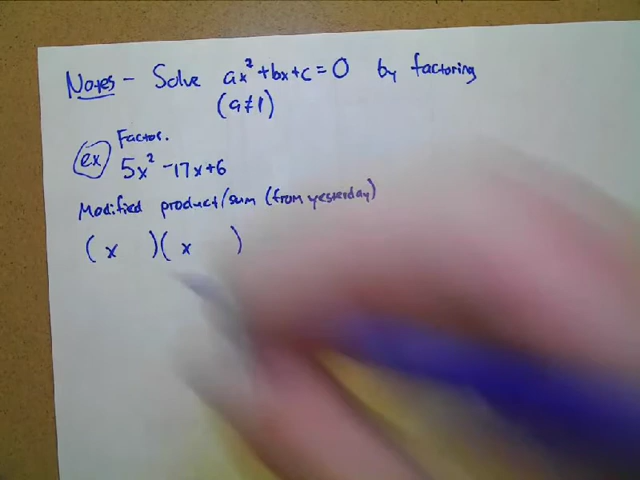 Notes - Solve ax² + bx + c = 0 by factoring
(a ≠ 1)
Factor.
ex 5x² - 17x + 6
Modified product/sum (from yesterday)
( x )( x )